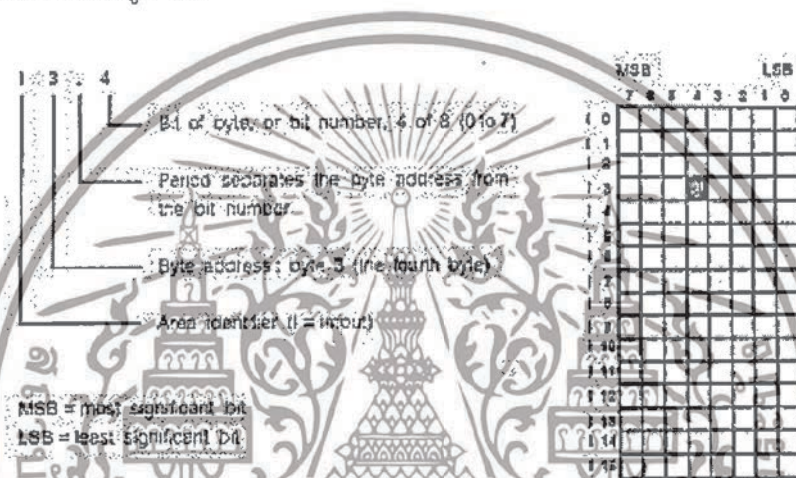 I 3 . 4
Bit of byte, or bit number, 4 of 8 (0 to 7)
Period separates the byte address from
the bit number
Byte address: byte 3 (the fourth byte)
Area identifier (I = input)
MSB = most significant bit
LSB = least significant bit
MSB LSB
7 6 5 4 3 2 1 0
I 0
I 1
I 2
I 3
I 4
I 5
I 6
I 7
I 8
I 9
I 10
I 11
I 12
I 13
I 14
I 15